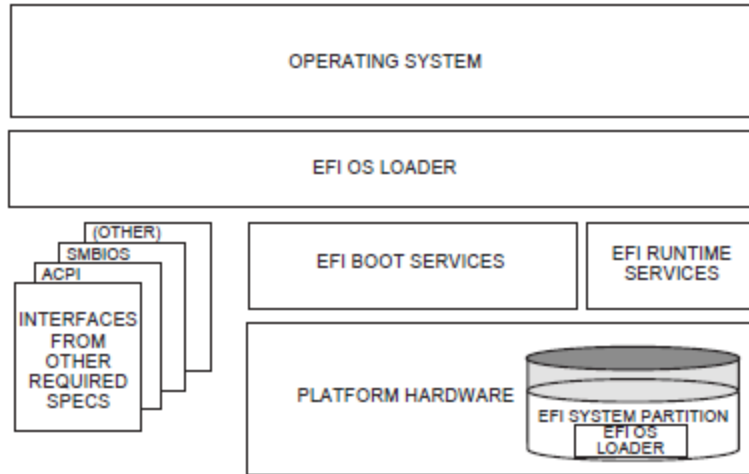 OPERATING SYSTEM
EFI OS LOADER
(OTHER)
SMBIOS
ACPI
INTERFACES
FROM
OTHER
REQUIRED
SPECS
EFI BOOT SERVICES
EFI RUNTIME
SERVICES
PLATFORM HARDWARE
EFI SYSTEM PARTITION
EFI OS
LOADER